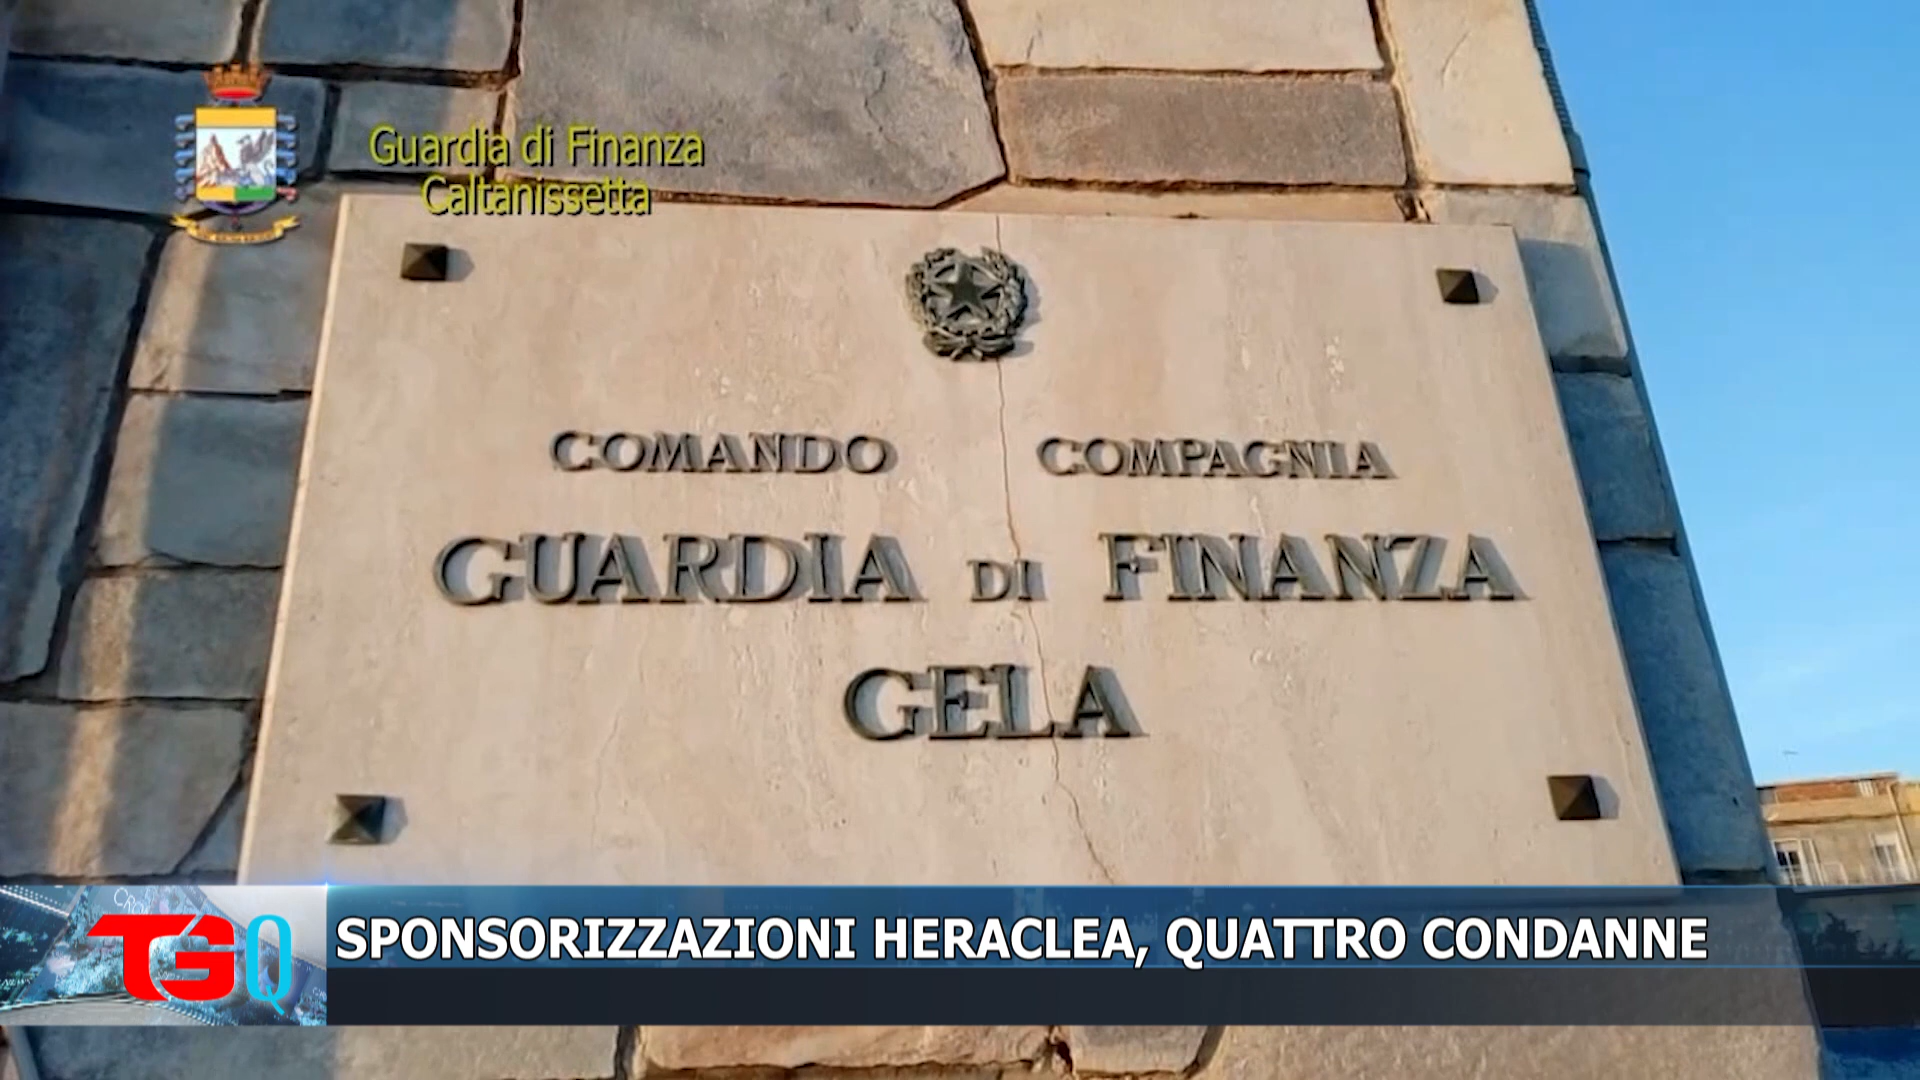 Guardia di Finanza
Caltanissetta
COMANDO COMPAGNIA
GUARDIA DI FINANZA
GELA
TGQ
SPONSORIZZAZIONI HERACLEA, QUATTRO CONDANNE